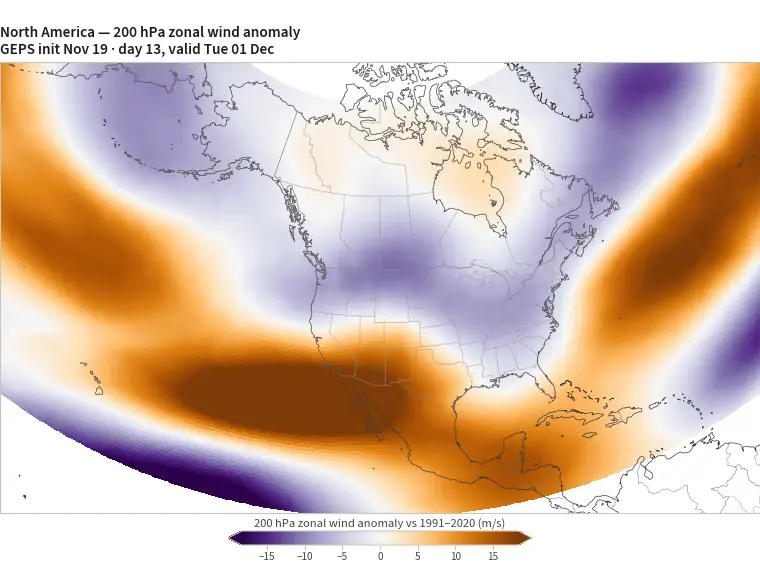 North America — 200 hPa zonal wind anomaly
GEPS init Nov 19 · day 13, valid Tue 01 Dec
200 hPa zonal wind anomaly vs 1991–2020 (m/s)
−15 −10 −5 0 5 10 15